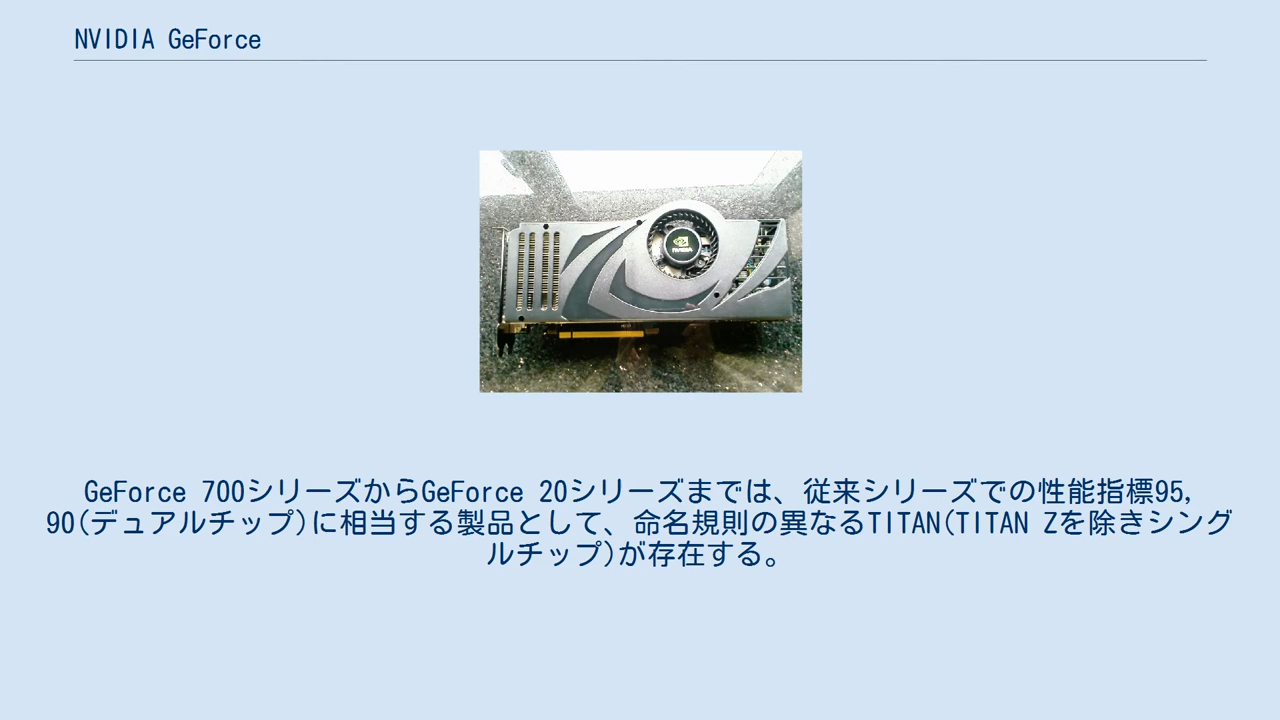 NVIDIA GeForce
NVIDIA
GeForce 700シリーズからGeForce 20シリーズまでは、従来シリーズでの性能指標95,
90(デュアルチップ)に相当する製品として、命名規則の異なるTITAN(TITAN Zを除きシング
ルチップ)が存在する。